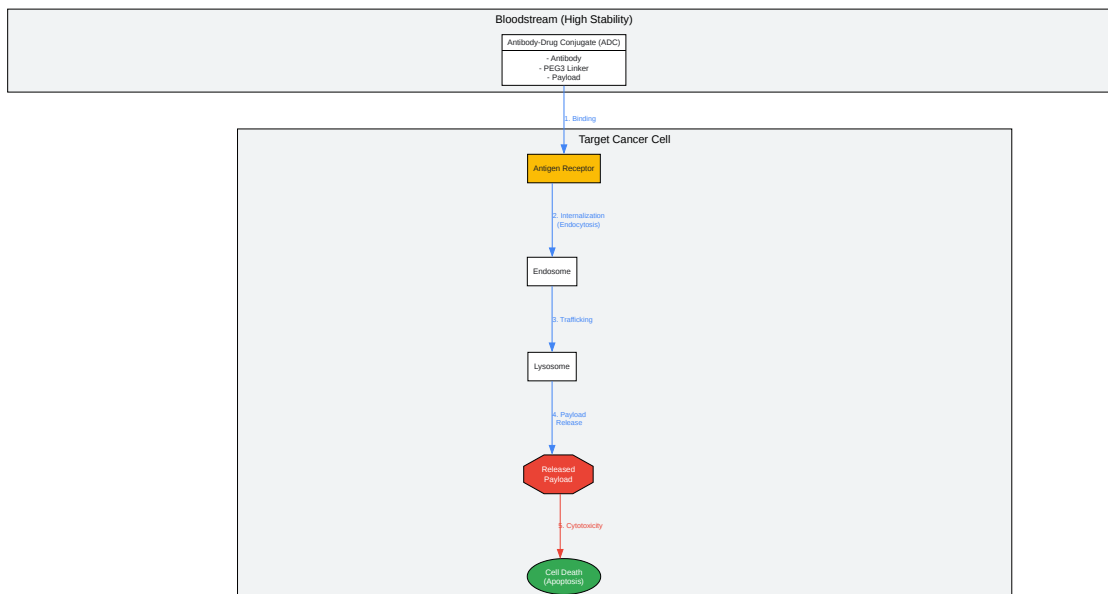 Bloodstream (High Stability)
Antibody-Drug Conjugate (ADC)
- Antibody
- PEG3 Linker
- Payload
1. Binding
Target Cancer Cell
Antigen Receptor
2. Internalization
(Endocytosis)
Endosome
3. Trafficking
Lysosome
4. Payload
Release
Released
Payload
5. Cytotoxicity
Cell Death
(Apoptosis)